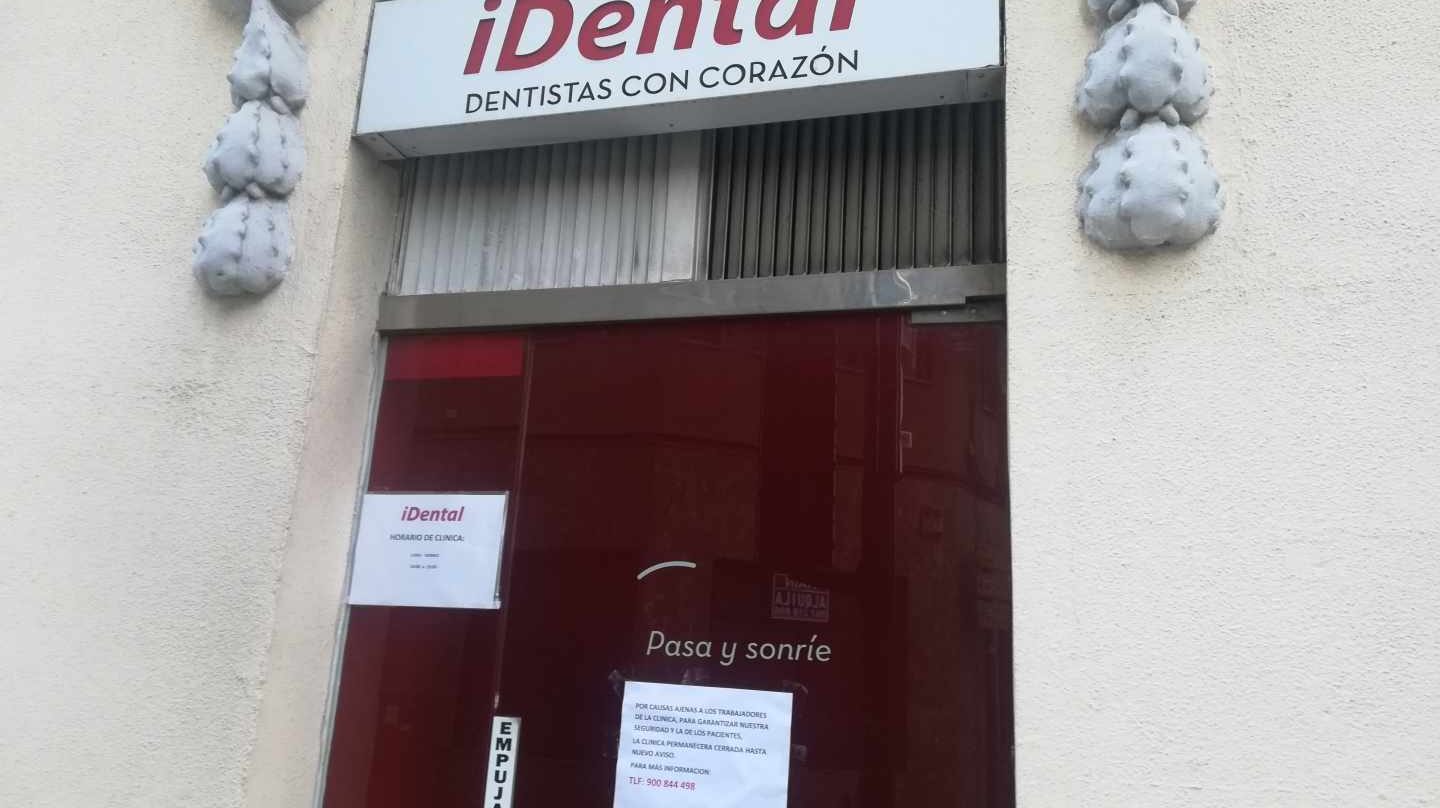 iDental
DENTISTAS CON CORAZÓN
iDental
HORARIO DE CLINICA:
Pasa y sonríe
POR CAUSAS AJENAS A LOS TRABAJADORES
DE LA CLINICA, PARA GARANTIZAR NUESTRA
SEGURIDAD Y LA DE LOS PACIENTES,
LA CLINICA PERMANECERA CERRADA HASTA
NUEVO AVISO.
PARA MAS INFORMACION:
TLF: 900 844 498
EMPUJA